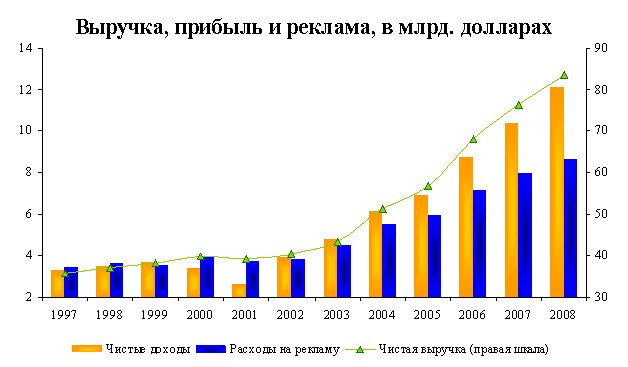 Выручка, прибыль и реклама, в млрд. долларах
14 90
12 80
10 70
8 60
6 50
4 40
2 30
1997 1998 1999 2000 2001 2002 2003 2004 2005 2006 2007 2008
Чистые доходы Расходы на рекламу Чистая выручка (правая шкала)